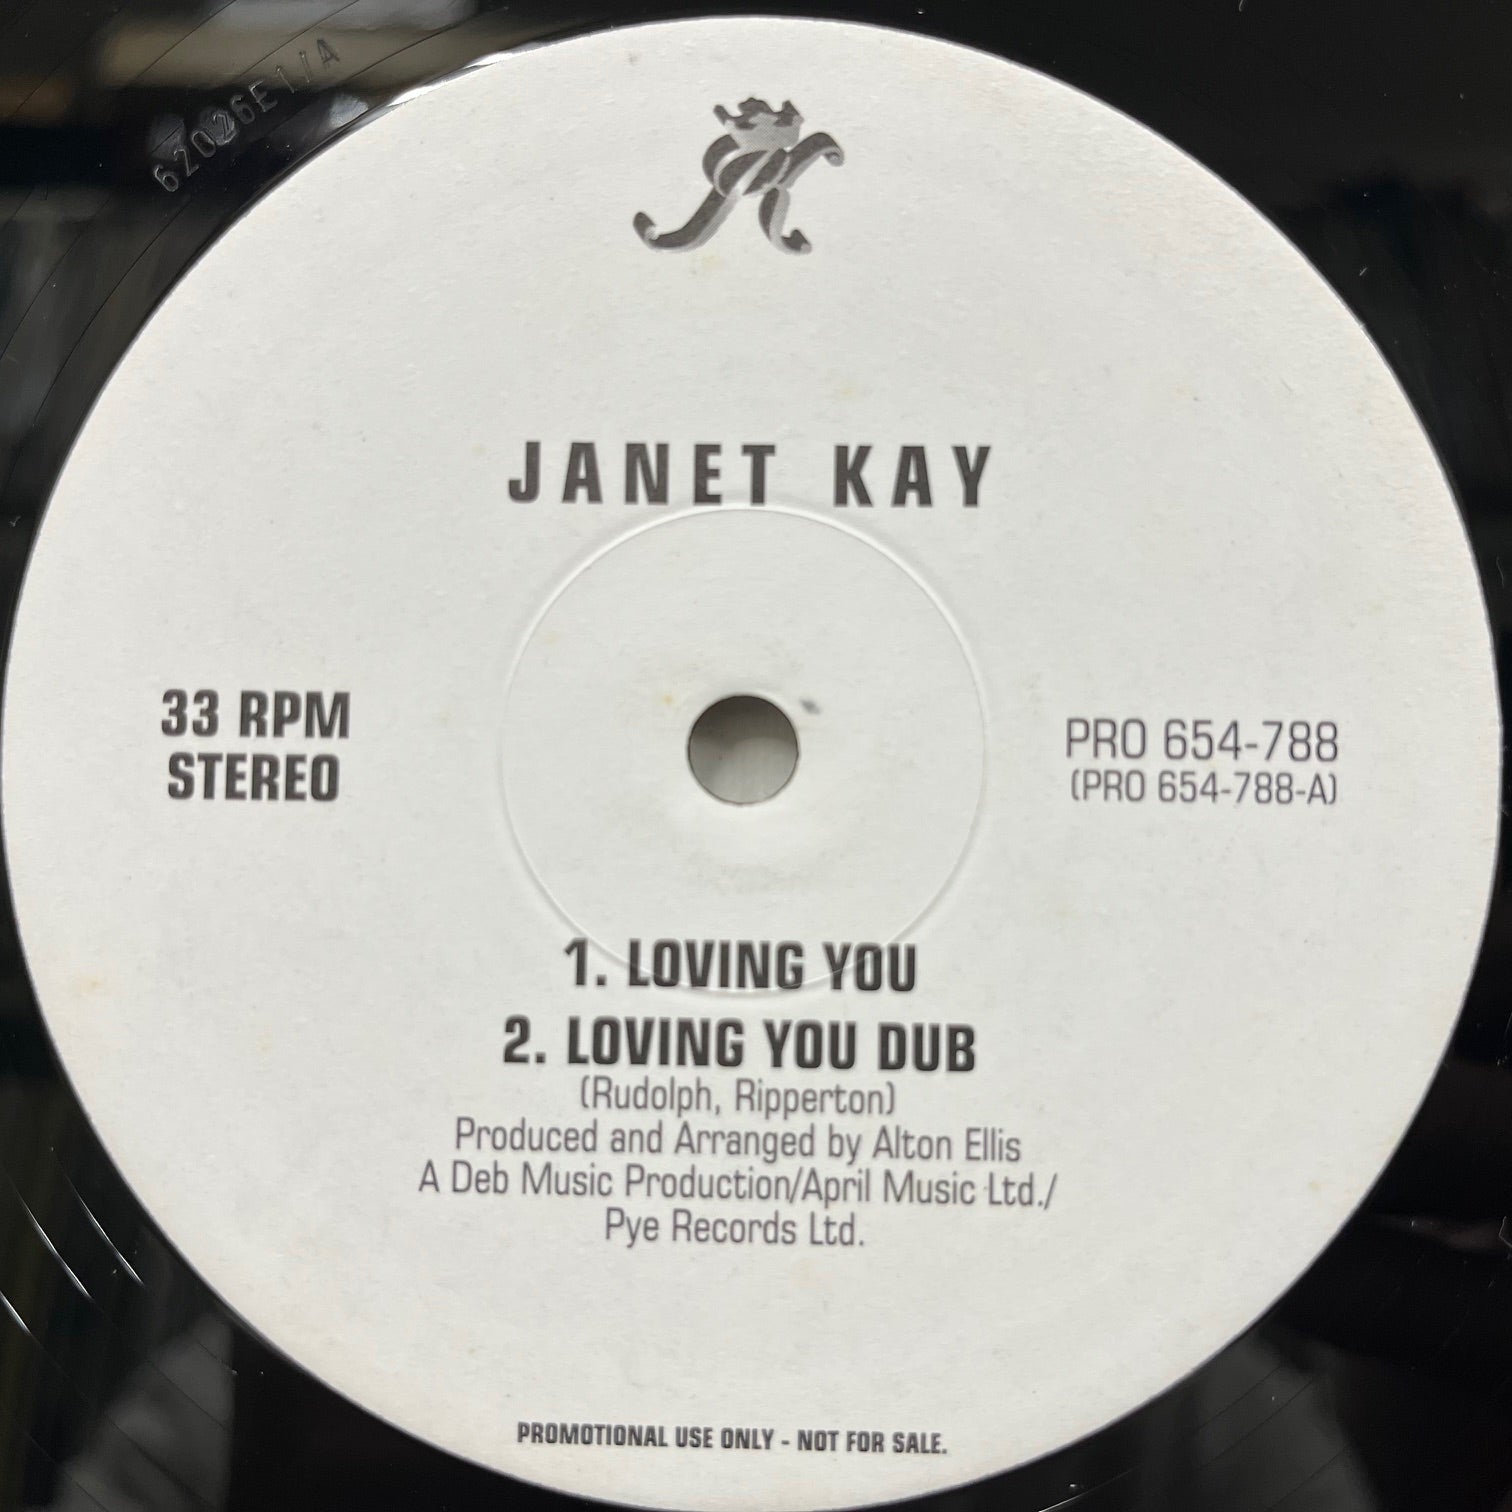 62026E1/A
JANET KAY
33 RPM
STEREO
PRO 654-788
(PRO 654-788-A)
1. LOVING YOU
2. LOVING YOU DUB
(Rudolph, Ripperton)
Produced and Arranged by Alton Ellis
A Deb Music Production/April Music Ltd./
Pye Records Ltd.
PROMOTIONAL USE ONLY - NOT FOR SALE.